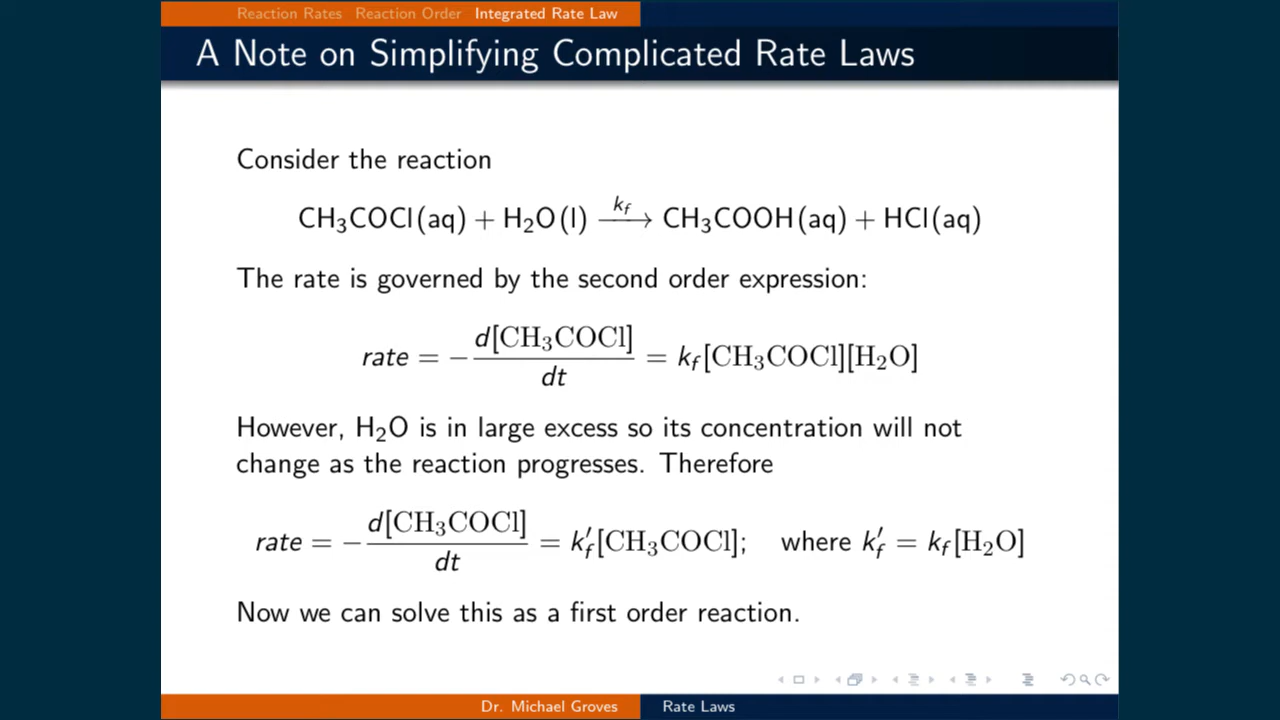 Reaction Rates Reaction Order Integrated Rate Law
A Note on Simplifying Complicated Rate Laws
Consider the reaction
CH₃COCl(aq) + H₂O(l) —k_f→ CH₃COOH(aq) + HCl(aq)
The rate is governed by the second order expression:
rate = − d[CH₃COCl]/dt = k_f[CH₃COCl][H₂O]
However, H₂O is in large excess so its concentration will not
change as the reaction progresses. Therefore
rate = − d[CH₃COCl]/dt = k′_f[CH₃COCl]; where k′_f = k_f[H₂O]
Now we can solve this as a first order reaction.
Dr. Michael Groves Rate Laws